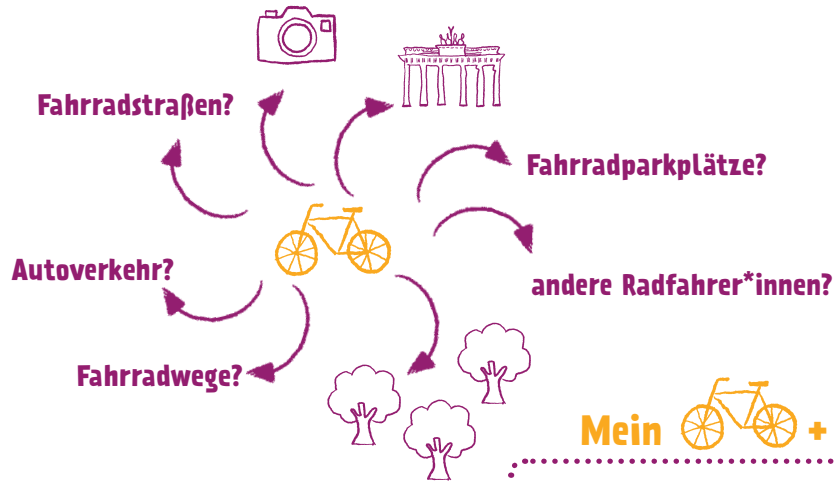 Fahrradstraßen?
Fahrradparkplätze?
Autoverkehr?
andere Radfahrer*innen?
Fahrradwege?
Mein +